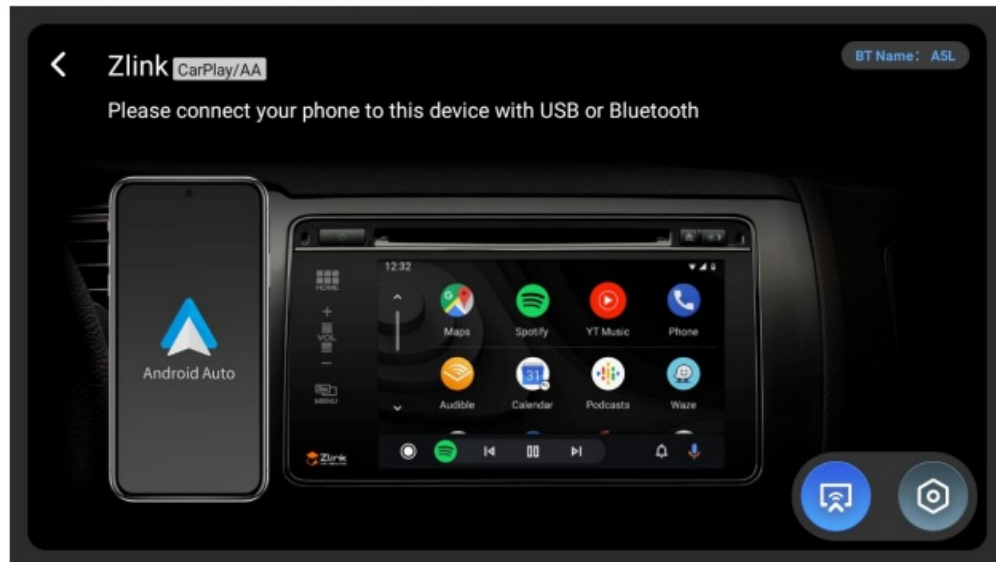 Zlink CarPlay/AA
BT Name: A5L
Please connect your phone to this device with USB or Bluetooth
Android Auto
HOME
+
VOL
−
MENU
Zlink
12:32
Maps
Spotify
YT Music
Phone
31
Audible
Calendar
Podcasts
Waze